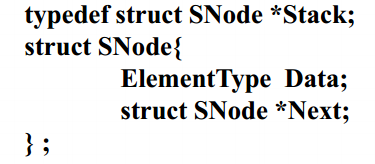 typedef struct SNode *Stack;
struct SNode{
ElementType Data;
struct SNode *Next;
} ;